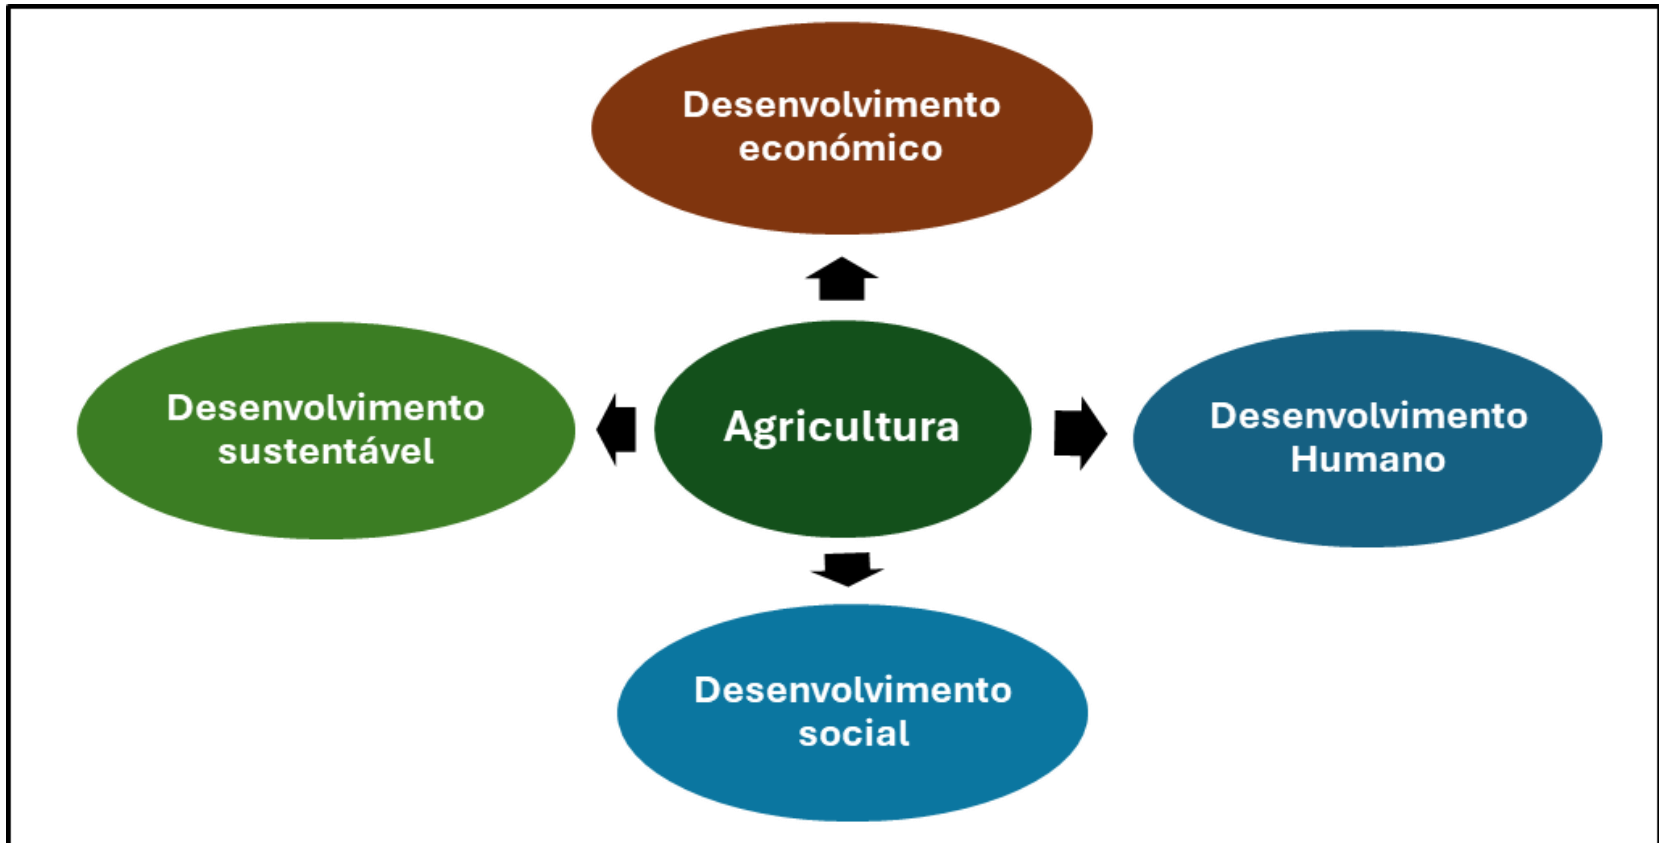 Desenvolvimento
económico
Desenvolvimento
sustentável
Agricultura
Desenvolvimento
Humano
Desenvolvimento
social